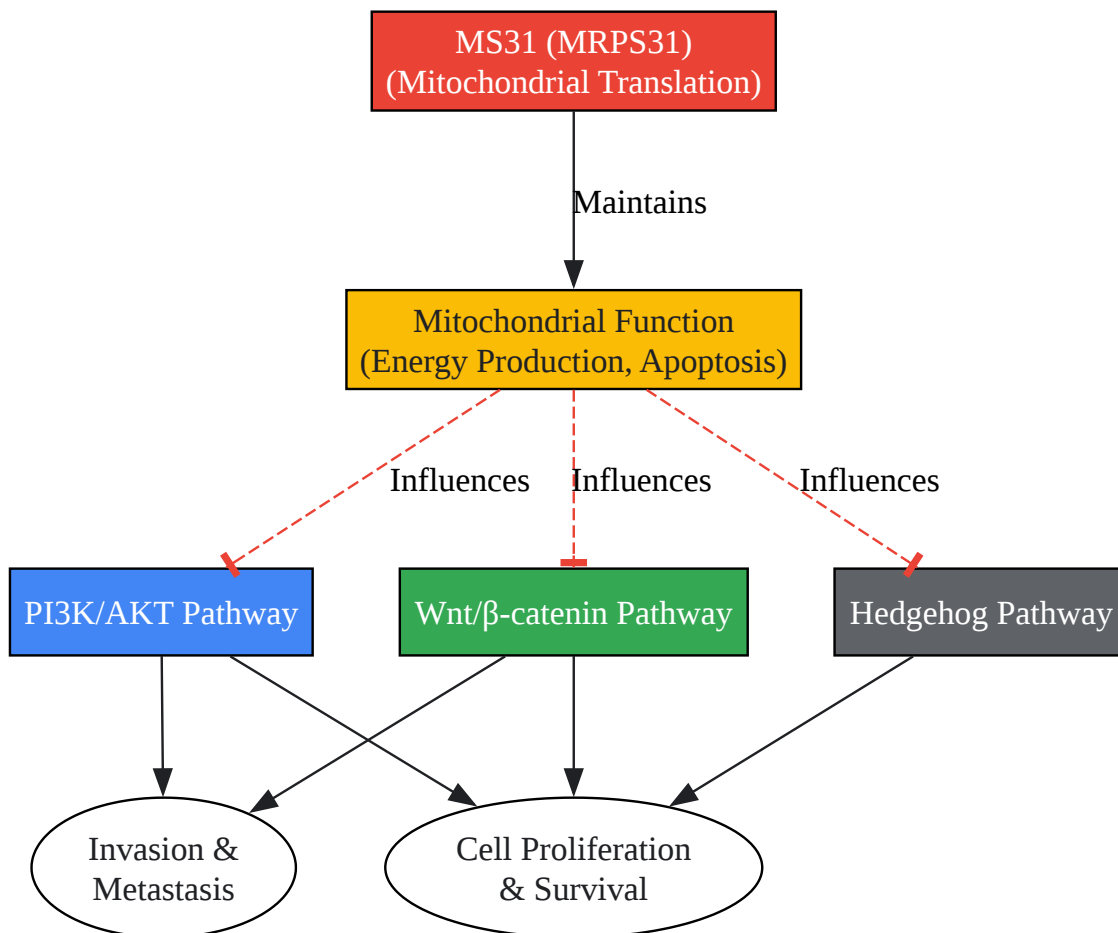 MS31 (MRPS31)
(Mitochondrial Translation)
Maintains
Mitochondrial Function
(Energy Production, Apoptosis)
Influences
Influences
Influences
PI3K/AKT Pathway
Wnt/β-catenin Pathway
Hedgehog Pathway
Invasion &
Metastasis
Cell Proliferation
& Survival